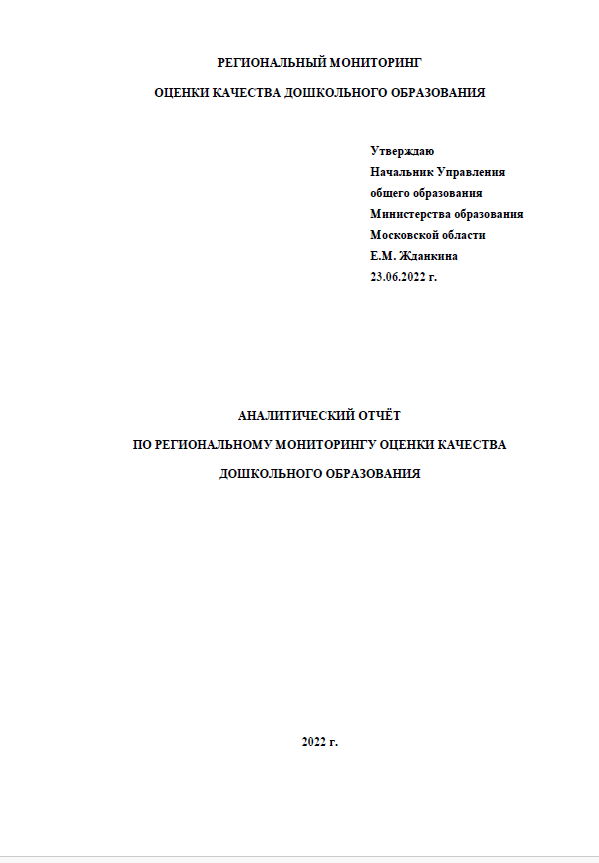 РЕГИОНАЛЬНЫЙ МОНИТОРИНГ
ОЦЕНКИ КАЧЕСТВА ДОШКОЛЬНОГО ОБРАЗОВАНИЯ
Утверждаю
Начальник Управления
общего образования
Министерства образования
Московской области
Е.М. Жданкина
23.06.2022 г.
АНАЛИТИЧЕСКИЙ ОТЧЁТ
ПО РЕГИОНАЛЬНОМУ МОНИТОРИНГУ ОЦЕНКИ КАЧЕСТВА
ДОШКОЛЬНОГО ОБРАЗОВАНИЯ
2022 г.